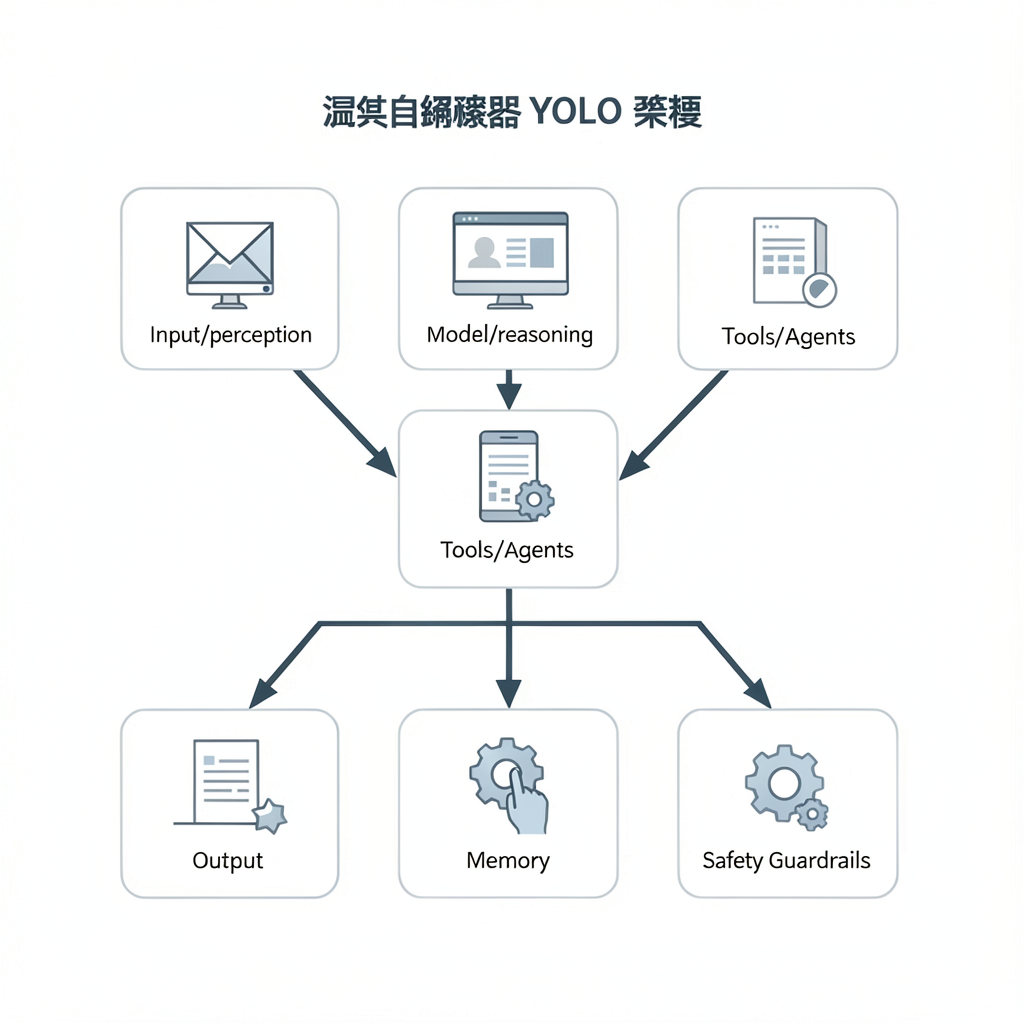 YOLO
Input/perception
Model/reasoning
Tools/Agents
Tools/Agents
Output
Memory
Safety Guardrails